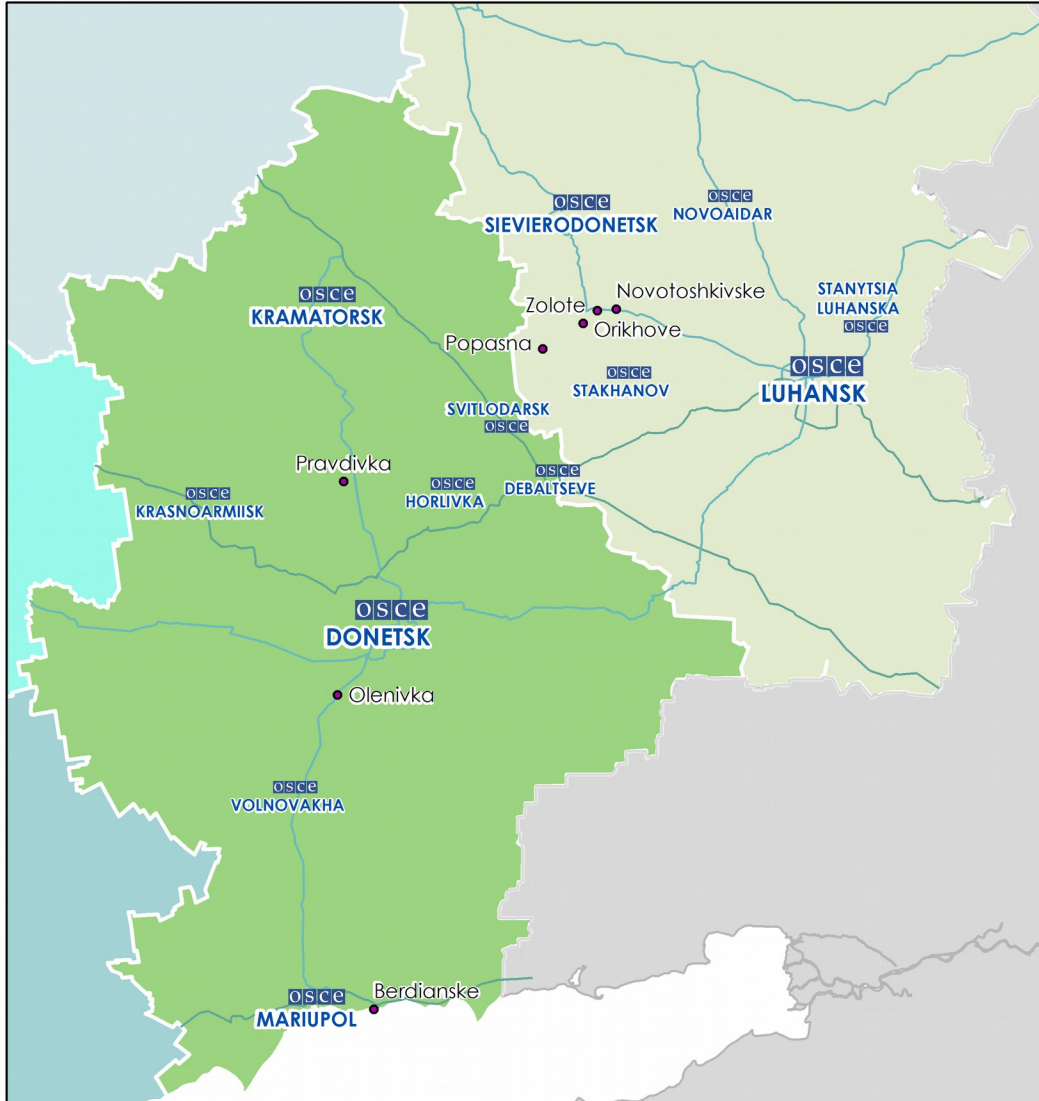 osce
SIEVIERODONETSK
osce
NOVOAIDAR
osce
KRAMATORSK
Zolote
Novotoshkivske
Orikhove
Popasna
STANYTSIA
LUHANSKA
osce
osce
LUHANSK
osce
STAKHANOV
SVITLODARSK
osce
Pravdivka
osce
KRASNOARMIISK
osce
HORLIVKA
osce
DEBALTSEVE
osce
DONETSK
Olenivka
osce
VOLNOVAKHA
osce
MARIUPOL
Berdianske